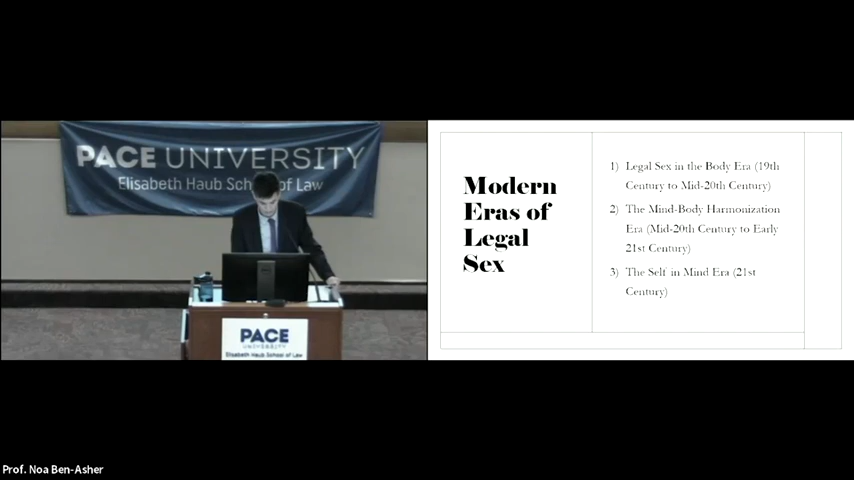 PACE UNIVERSITY
Elisabeth Haub School of Law
PACE
UNIVERSITY
Elisabeth Haub School of Law
Modern
Eras of
Legal
Sex
1) Legal Sex in the Body Era (19th
Century to Mid-20th Century)
2) The Mind-Body Harmonization
Era (Mid-20th Century to Early
21st Century)
3) The Self in Mind Era (21st
Century)
Prof. Noa Ben-Asher